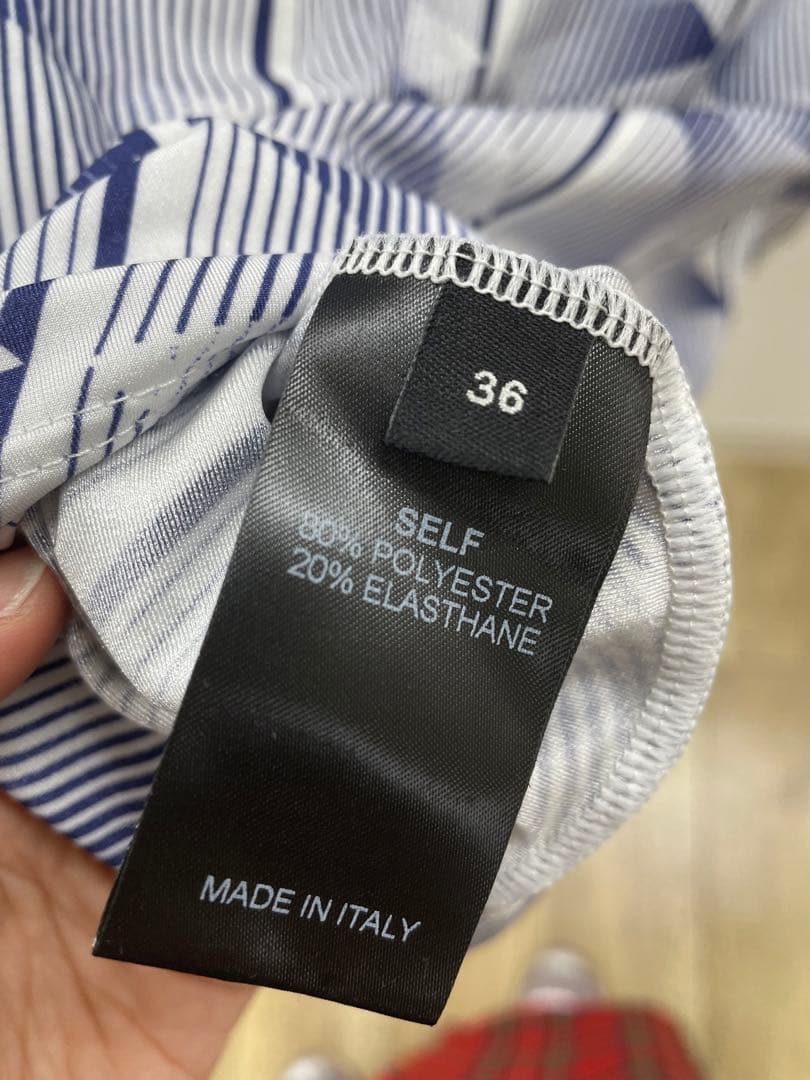 36
SELF
80% POLYESTER
20% ELASTHANE
MADE IN ITALY